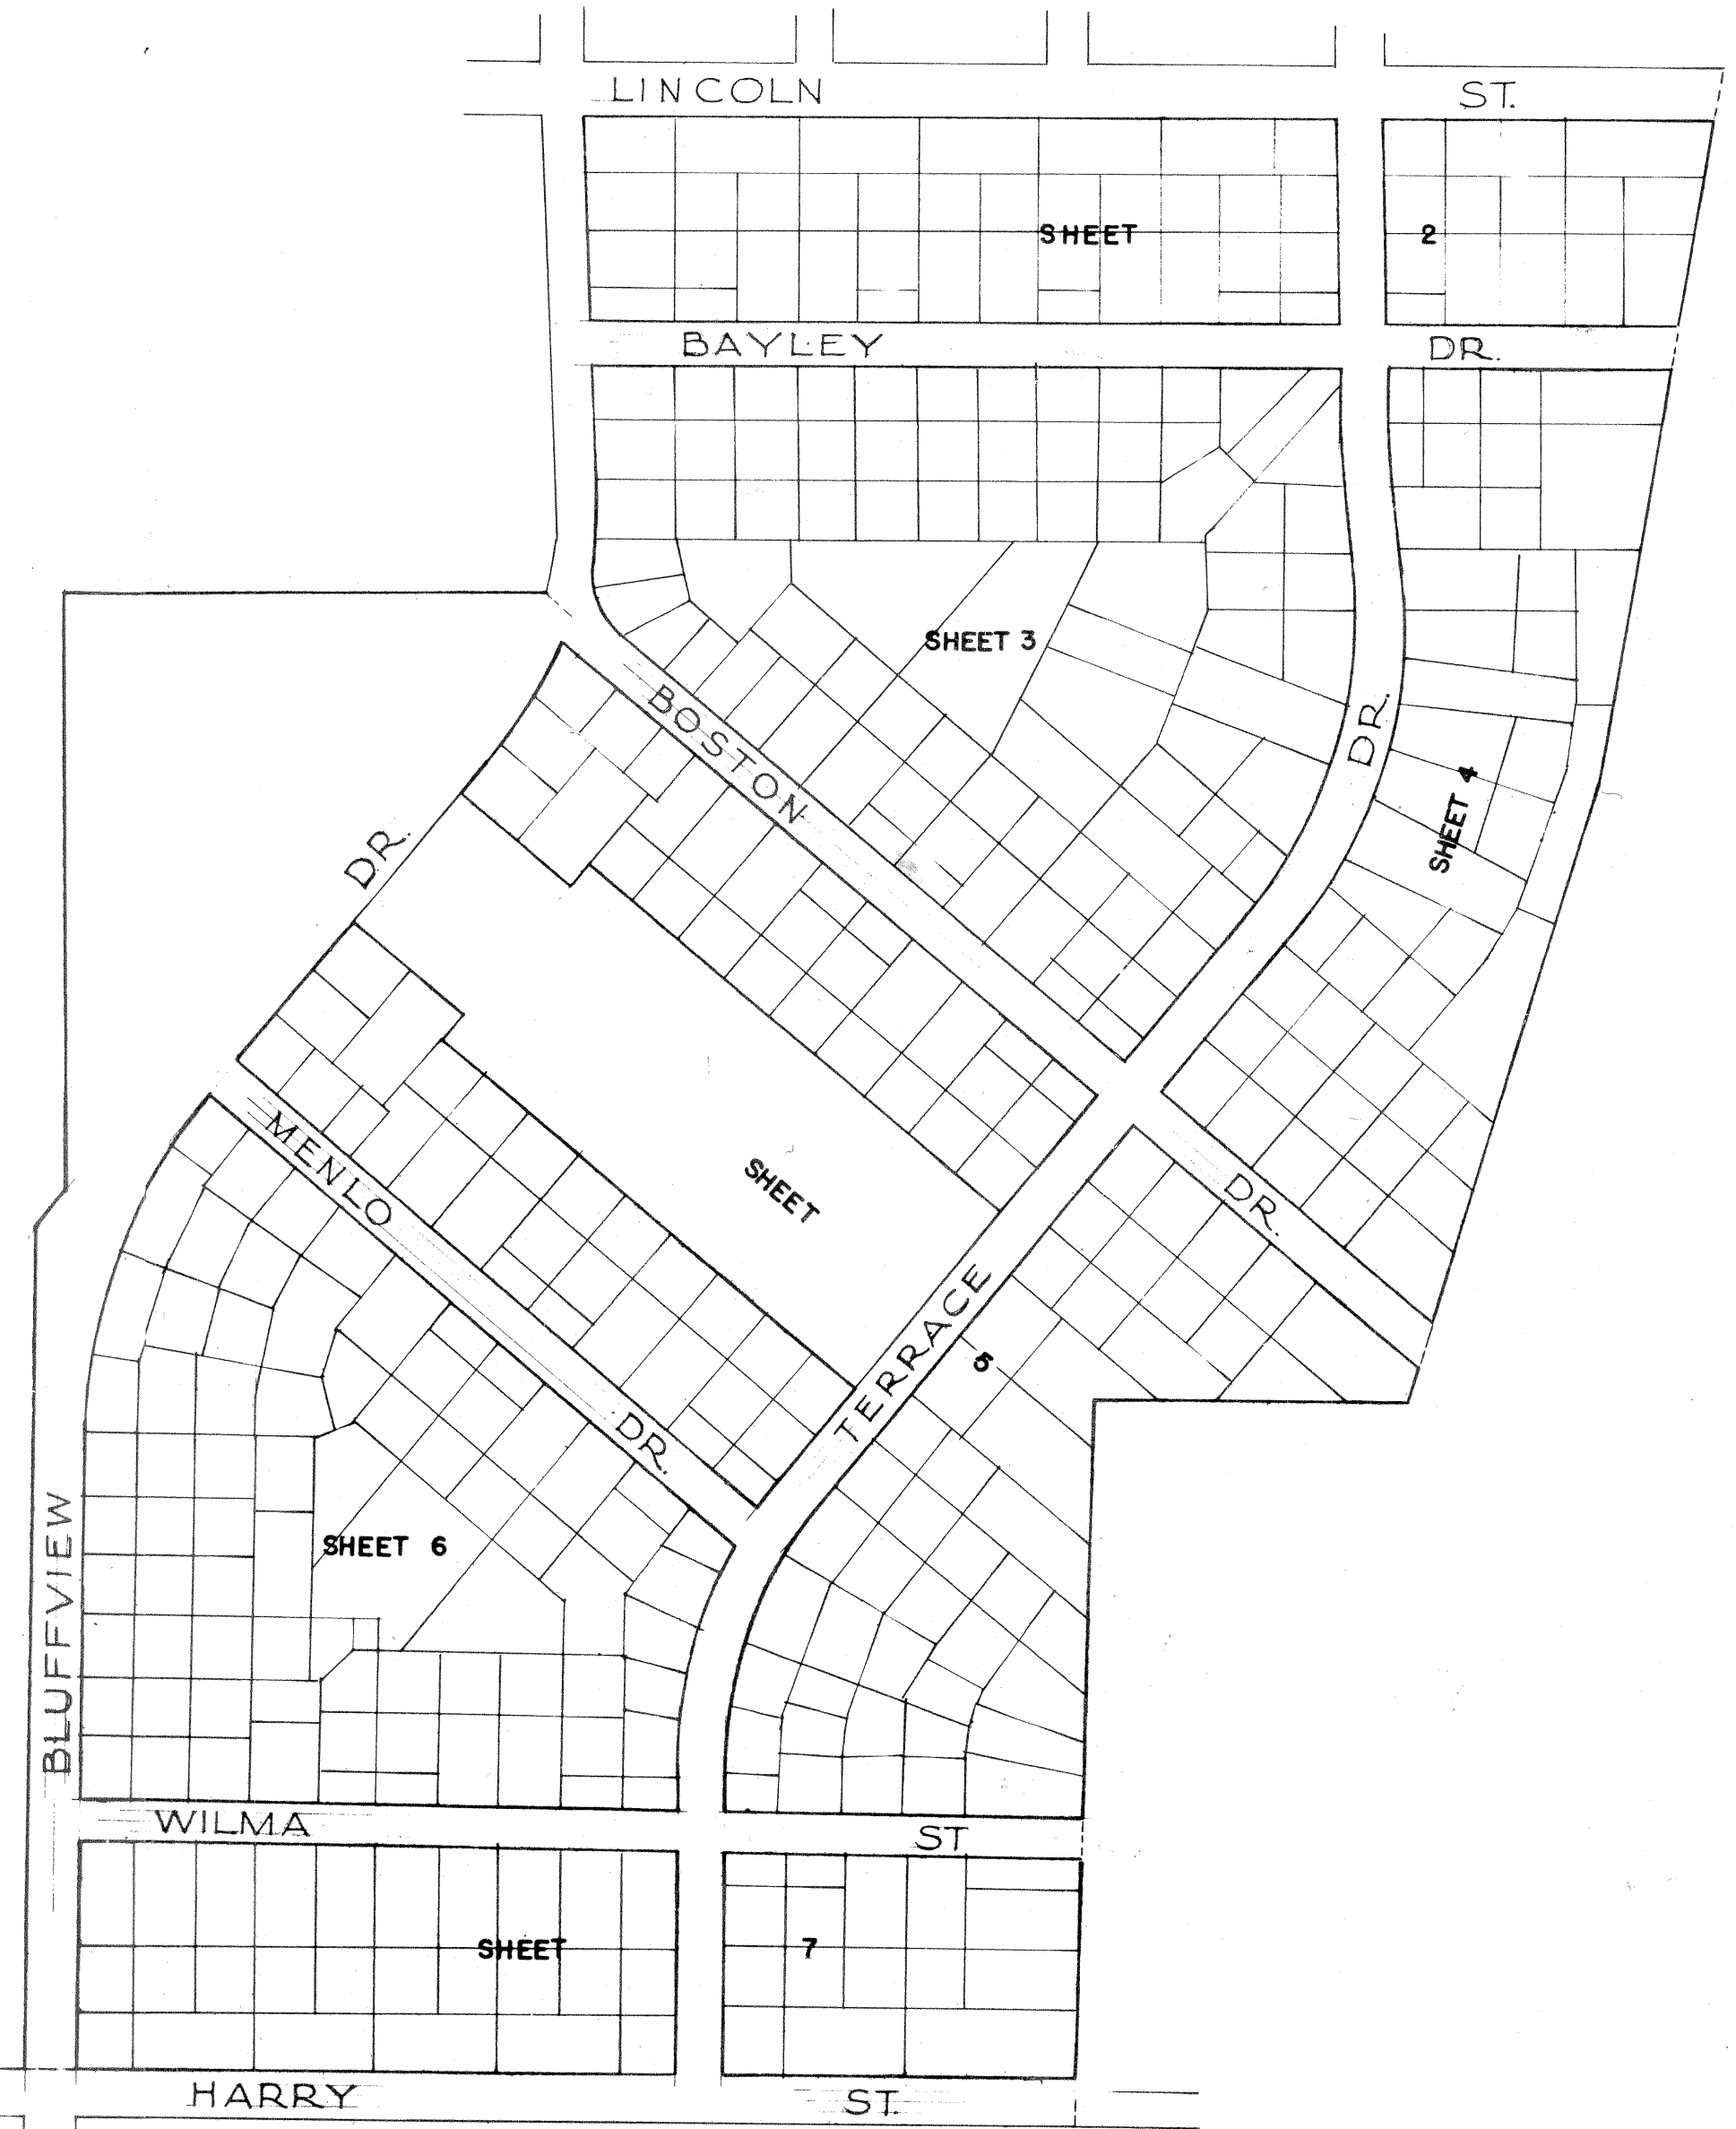 LINCOLN ST.
SHEET 2
BAYLEY DR.
SHEET 3
BOSTON DR.
DR.
SHEET 4
DR.
MENLO DR.
SHEET 5
TERRACE
SHEET 6
BLUFFVIEW
WILMA ST
SHEET 7
HARRY ST.